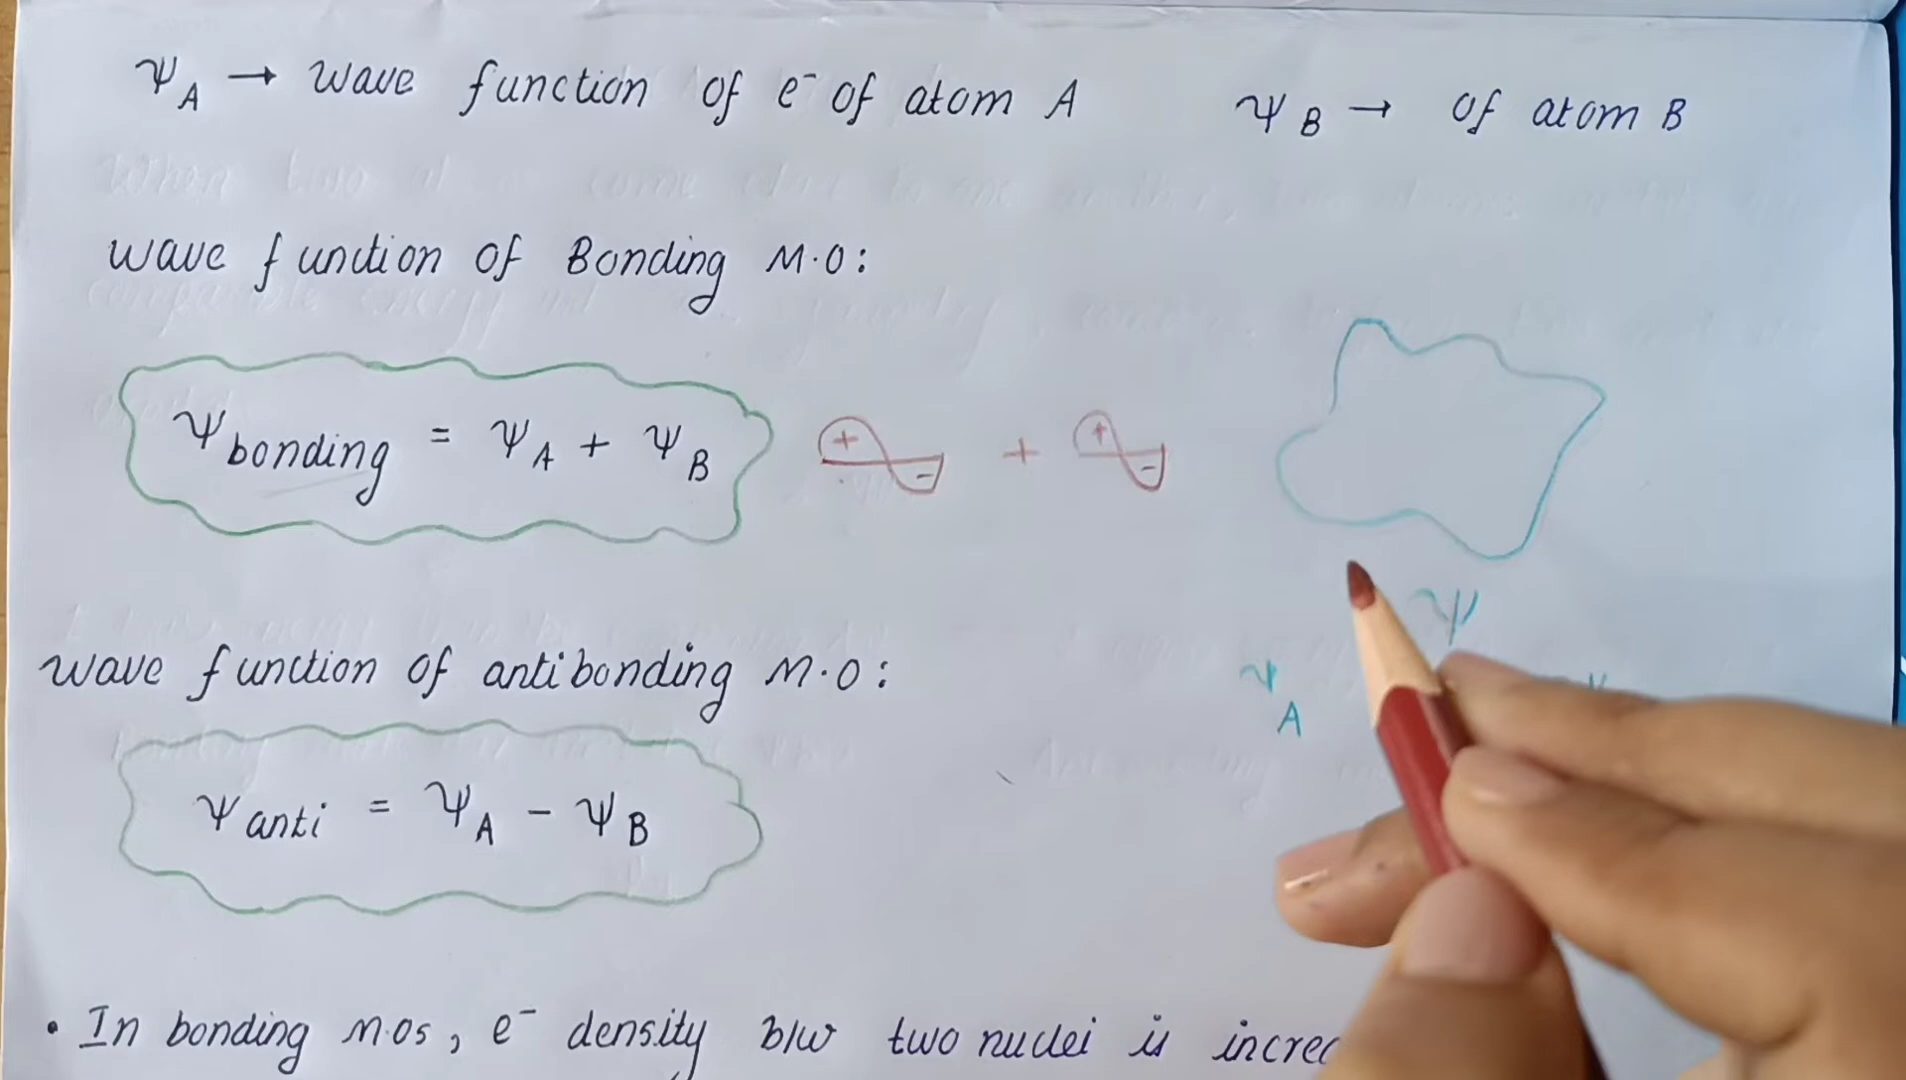 ΨA → wave function of e⁻ of atom A ΨB → of atom B
wave function of Bonding M.O:
Ψbonding = ΨA + ΨB
+ - + + -
Ψ
Ψ
A
wave function of antibonding M.O:
Ψanti = ΨA - ΨB
• In bonding M.Os, e⁻ density b/w two nuclei is increa